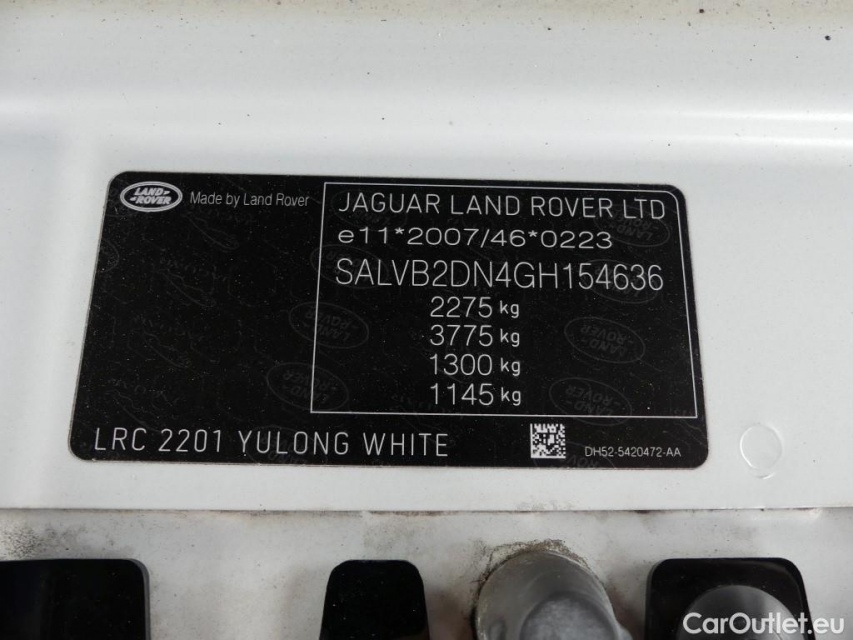 LAND-
-ROVER
Made by Land Rover
JAGUAR LAND ROVER LTD
e11*2007/46*0223
SALVB2DN4GH154636
2275 kg
3775 kg
1300 kg
1145 kg
LRC 2201 YULONG WHITE
DH52-5420472-AA
CarOutlet.eu